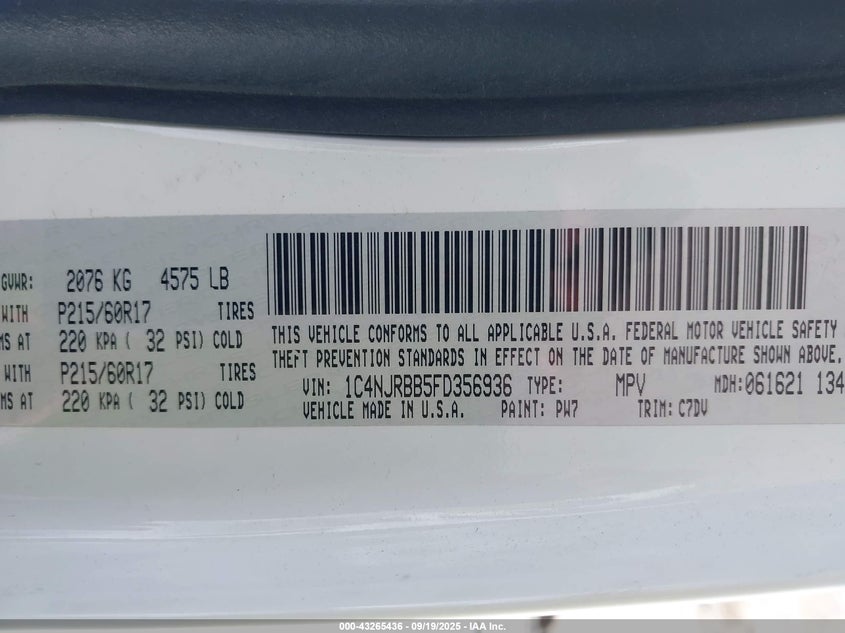 GVWR: 2076 KG 4575 LB
WITH P215/60R17 TIRES
MS AT 220 KPA ( 32 PSI) COLD
WITH P215/60R17 TIRES
MS AT 220 KPA ( 32 PSI) COLD
THIS VEHICLE CONFORMS TO ALL APPLICABLE U.S.A. FEDERAL MOTOR VEHICLE SAFETY
THEFT PREVENTION STANDARDS IN EFFECT ON THE DATE OF MANUFACTURE SHOWN ABOVE.
VIN: 1C4NJRBB5FD356936 TYPE: MPV MDH:061621 134
VEHICLE MADE IN U.S.A. PAINT: PW7 TRIM: C7DV
000-43265436 - 09/19/2025 - IAA Inc.